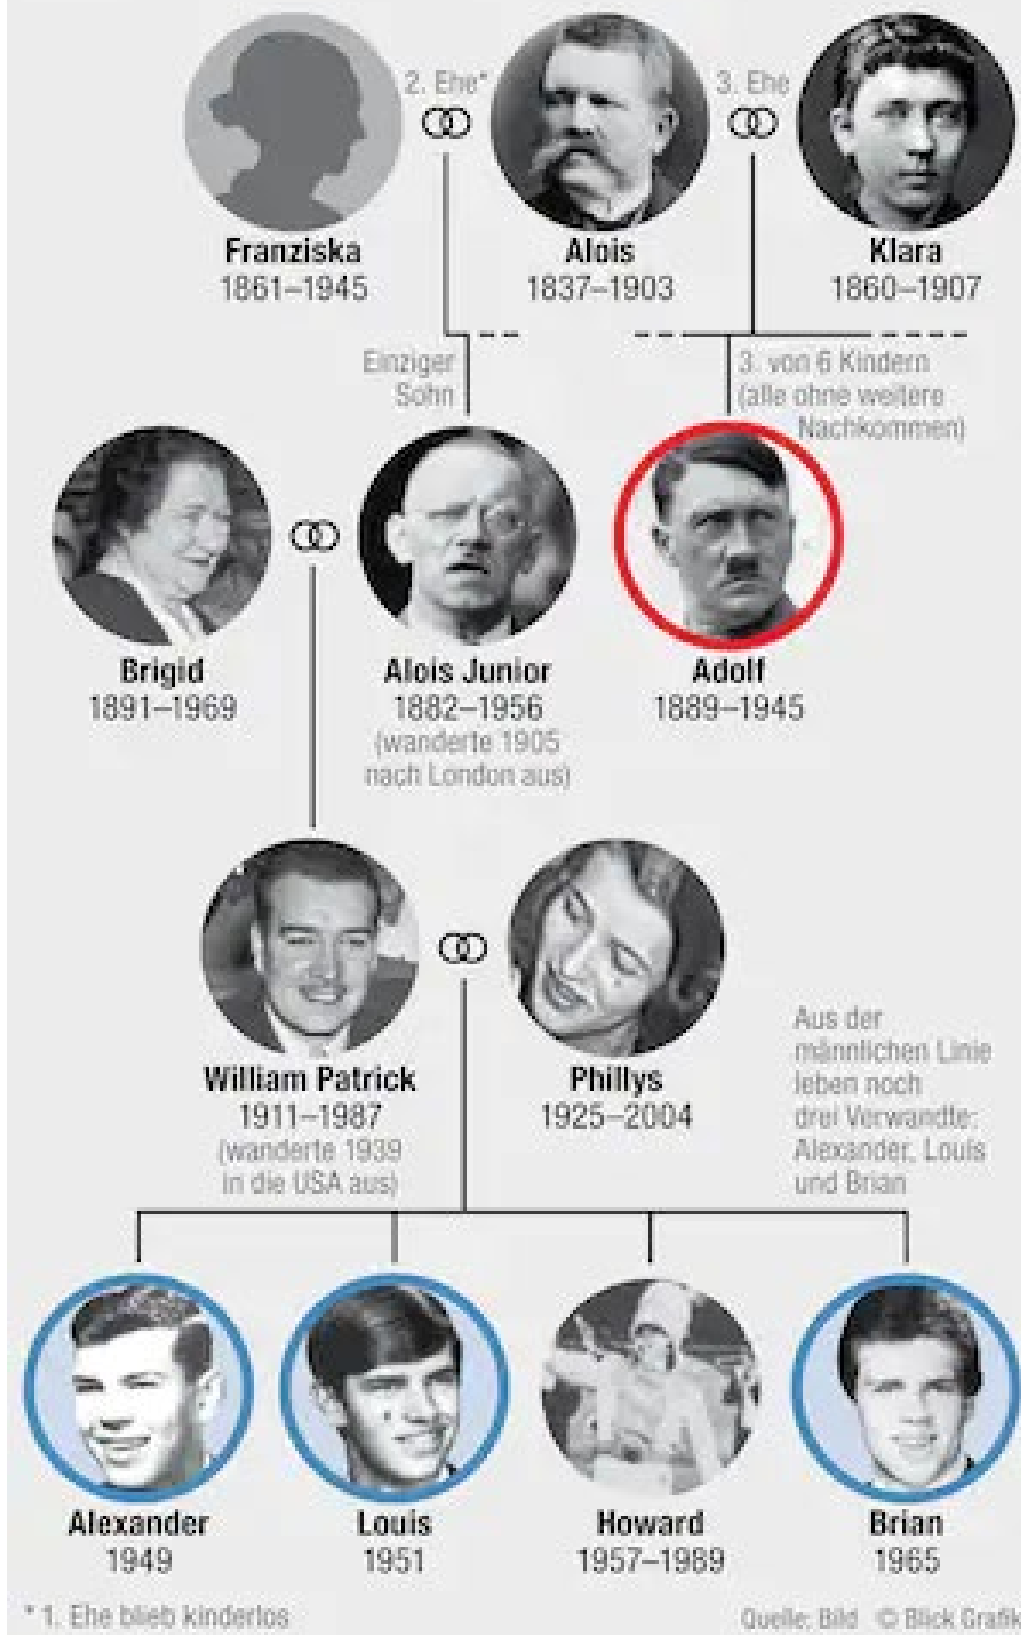 2. Ehe*
3. Ehe
Franziska
1861–1945
Alois
1837–1903
Klara
1860–1907
Einziger
Sohn
3. von 6 Kindern
(alle ohne weitere
Nachkommen)
Brigid
1891–1969
Alois Junior
1882–1956
(wanderte 1905
nach London aus)
Adolf
1889–1945
William Patrick
1911–1987
(wanderte 1939
in die USA aus)
Phillys
1925–2004
Aus der
männlichen Linie
leben noch
drei Verwandte:
Alexander, Louis
und Brian
Alexander
1949
Louis
1951
Howard
1957–1989
Brian
1965
* 1. Ehe blieb kinderlos
Quelle: Bild © Blick Grafik